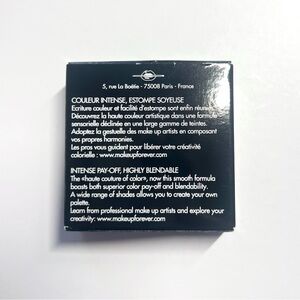 5, rue La Boétie - 75008 Paris - France
COULEUR INTENSE, ESTOMPE SOYEUSE
Ecriture couleur et facilité d'estompe sont enfin réunies
Découvrez la haute couleur artistique dans une formule
sensorielle déclinée en une large gamme de teintes.
Adoptez la gestuelle des make up artists en composant
vos propres harmonies.
Les pros vous guident pour libérer votre créativité
colorielle : www.makeupforever.com
INTENSE PAY-OFF, HIGHLY BLENDABLE
The «haute couture of color», now this smooth formula
boasts both superior color pay-off and blendability.
A wide range of shades allows you to create your own
palette.
Learn from professional make up artists and explore your
creativity: www.makeupforever.com